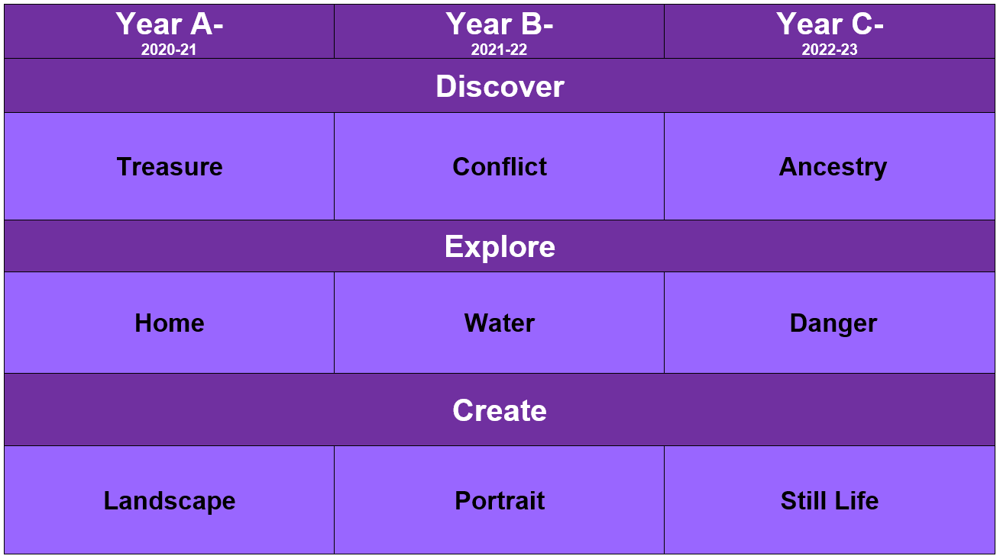 Year A- Year B- Year C-
2020-21 2021-22 2022-23
Discover
Treasure Conflict Ancestry
Explore
Home Water Danger
Create
Landscape Portrait Still Life